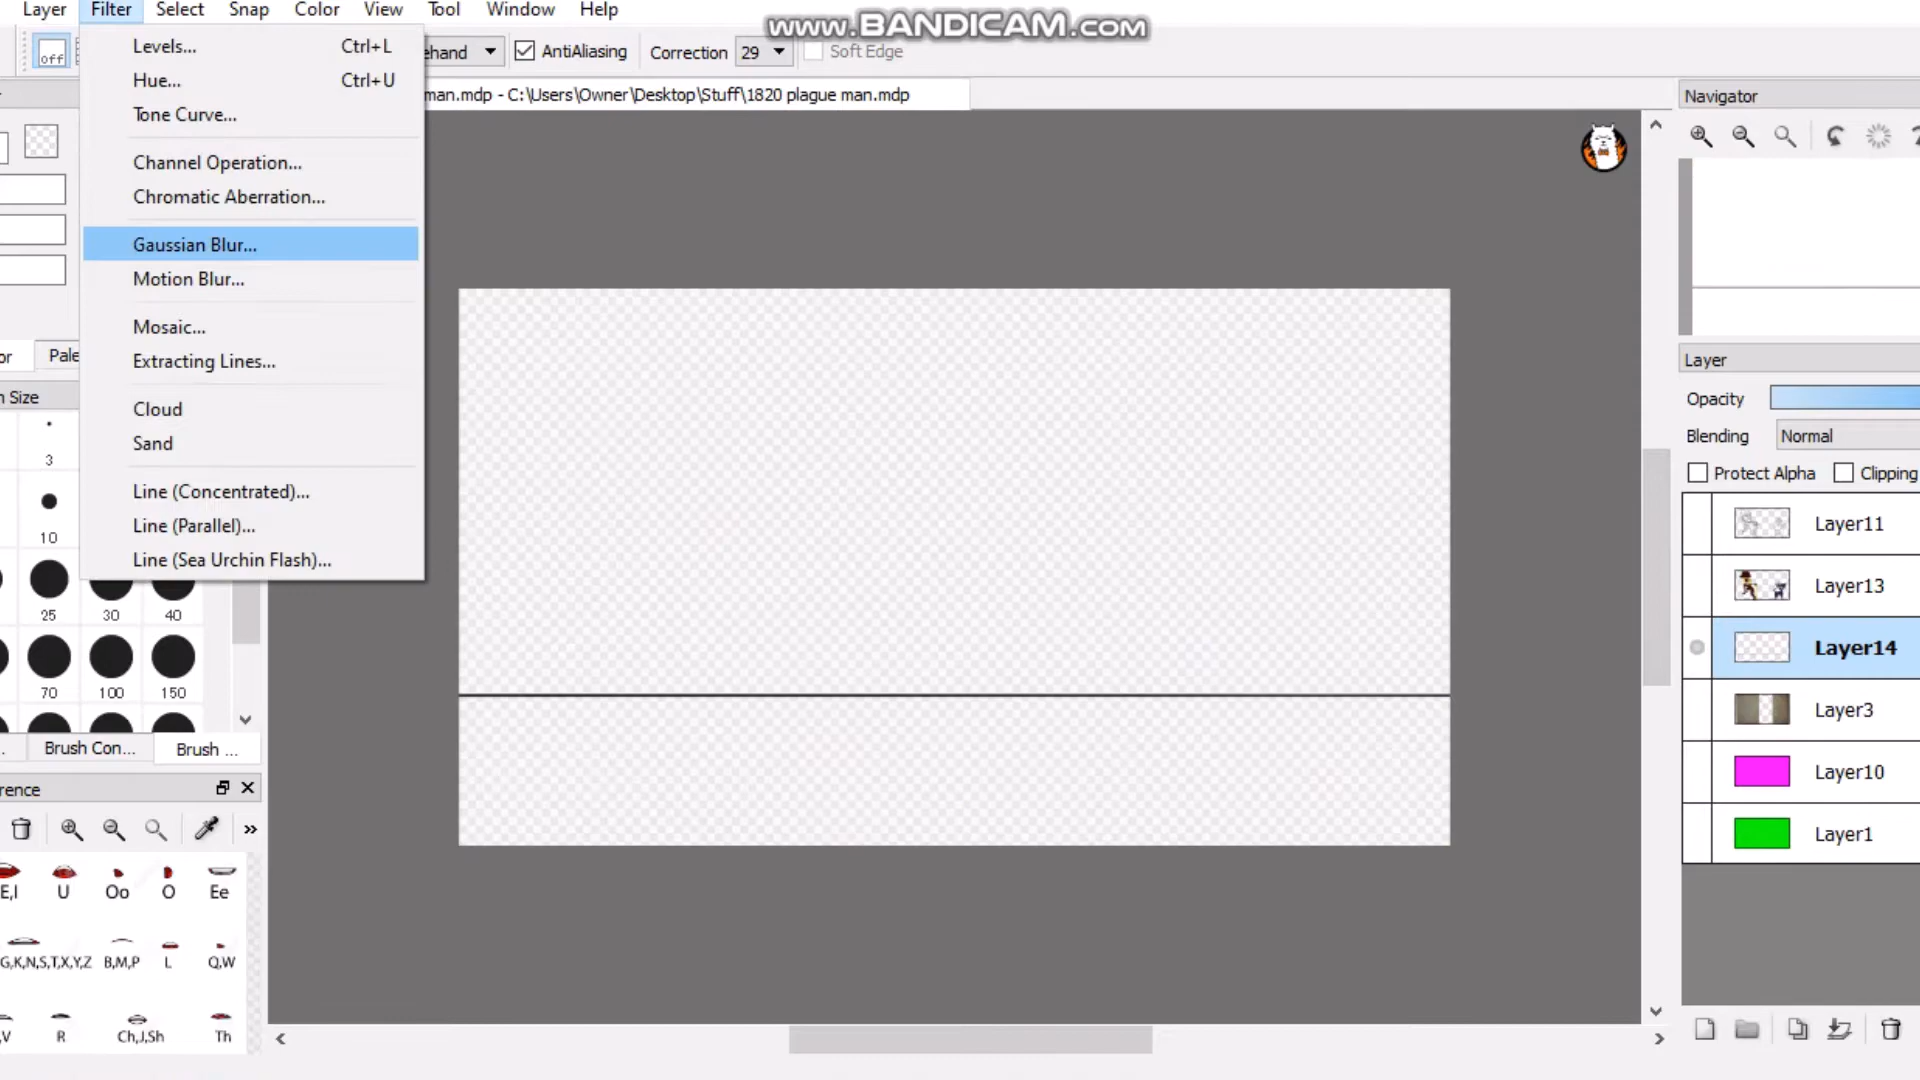 Layer Filter Select Snap Color View Tool Window Help
www.BANDICAM.com
off
ehand AntiAliasing Correction 29 Soft Edge
man.mdp - C:\Users\Owner\Desktop\Stuff\1820 plague man.mdp
Levels... Ctrl+L
Hue... Ctrl+U
Tone Curve...
Channel Operation...
Chromatic Aberration...
Gaussian Blur...
Motion Blur...
Mosaic...
Extracting Lines...
Cloud
Sand
Line (Concentrated)...
Line (Parallel)...
Line (Sea Urchin Flash)...
or Pale
n Size
3
10
25 30 40
70 100 150
Brush Con... Brush ...
rence
E,I U Oo O Ee
G,K,N,S,T,X,Y,Z B,M,P L Q,W
,V R Ch,J,Sh Th
Navigator
Layer
Opacity
Blending Normal
Protect Alpha Clipping
Layer11
Layer13
Layer14
Layer3
Layer10
Layer1